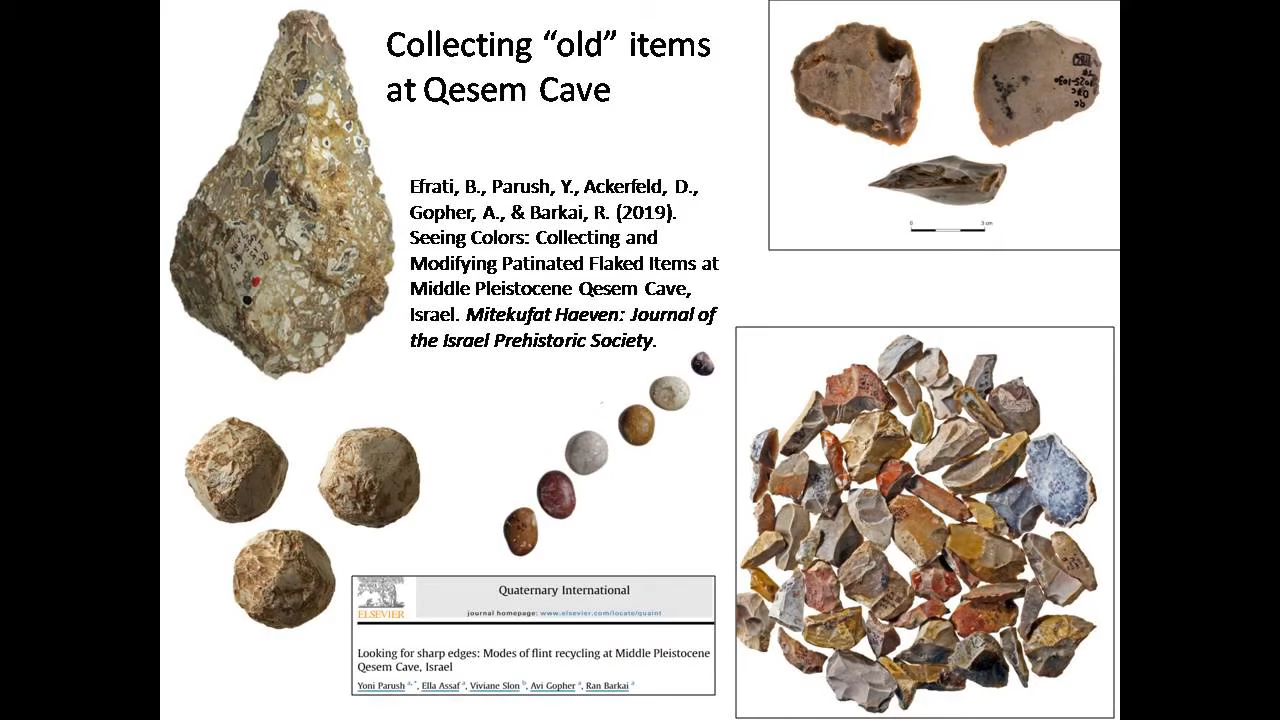 Collecting “old” items
at Qesem Cave
Efrati, B., Parush, Y., Ackerfeld, D.,
Gopher, A., & Barkai, R. (2019).
Seeing Colors: Collecting and
Modifying Patinated Flaked Items at
Middle Pleistocene Qesem Cave,
Israel. Mitekufat Haeven: Journal of
the Israel Prehistoric Society.
0 3 cm
ELSEVIER
Quaternary International
journal homepage: www.elsevier.com/locate/quaint
Looking for sharp edges: Modes of flint recycling at Middle Pleistocene
Qesem Cave, Israel
Yoni Parush a,*, Ella Assaf a, Viviane Slon b, Avi Gopher a, Ran Barkai a